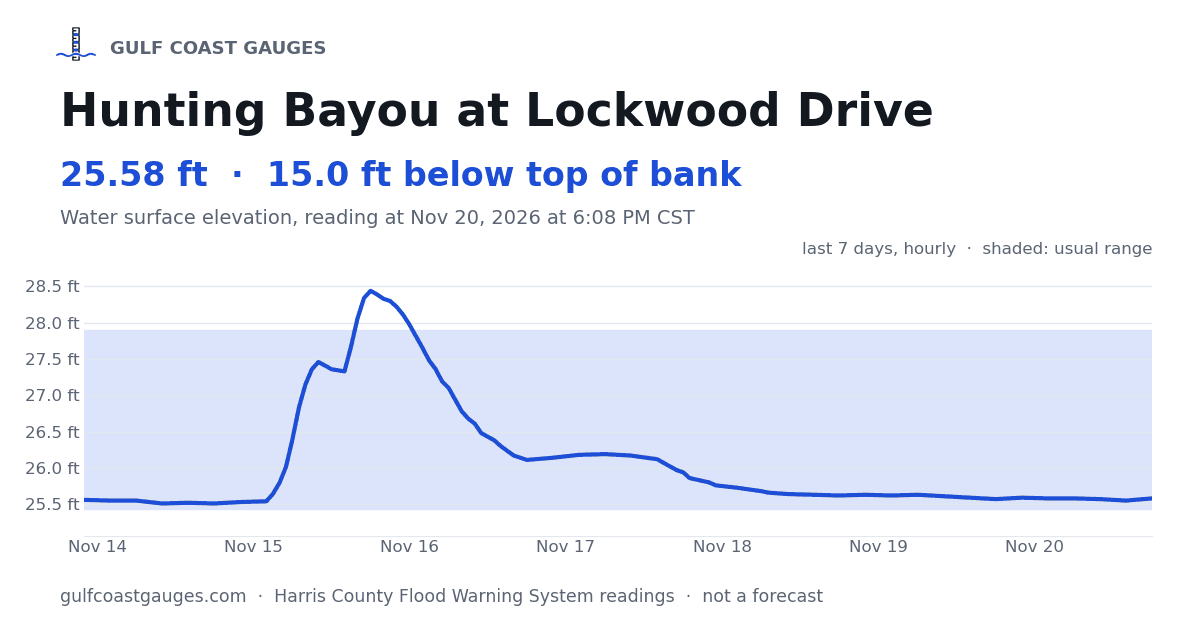 GULF COAST GAUGES
Hunting Bayou at Lockwood Drive
25.58 ft · 15.0 ft below top of bank
Water surface elevation, reading at Nov 20, 2026 at 6:08 PM CST
last 7 days, hourly · shaded: usual range
28.5 ft
28.0 ft
27.5 ft
27.0 ft
26.5 ft
26.0 ft
25.5 ft
Nov 14 Nov 15 Nov 16 Nov 17 Nov 18 Nov 19 Nov 20
gulfcoastgauges.com · Harris County Flood Warning System readings · not a forecast